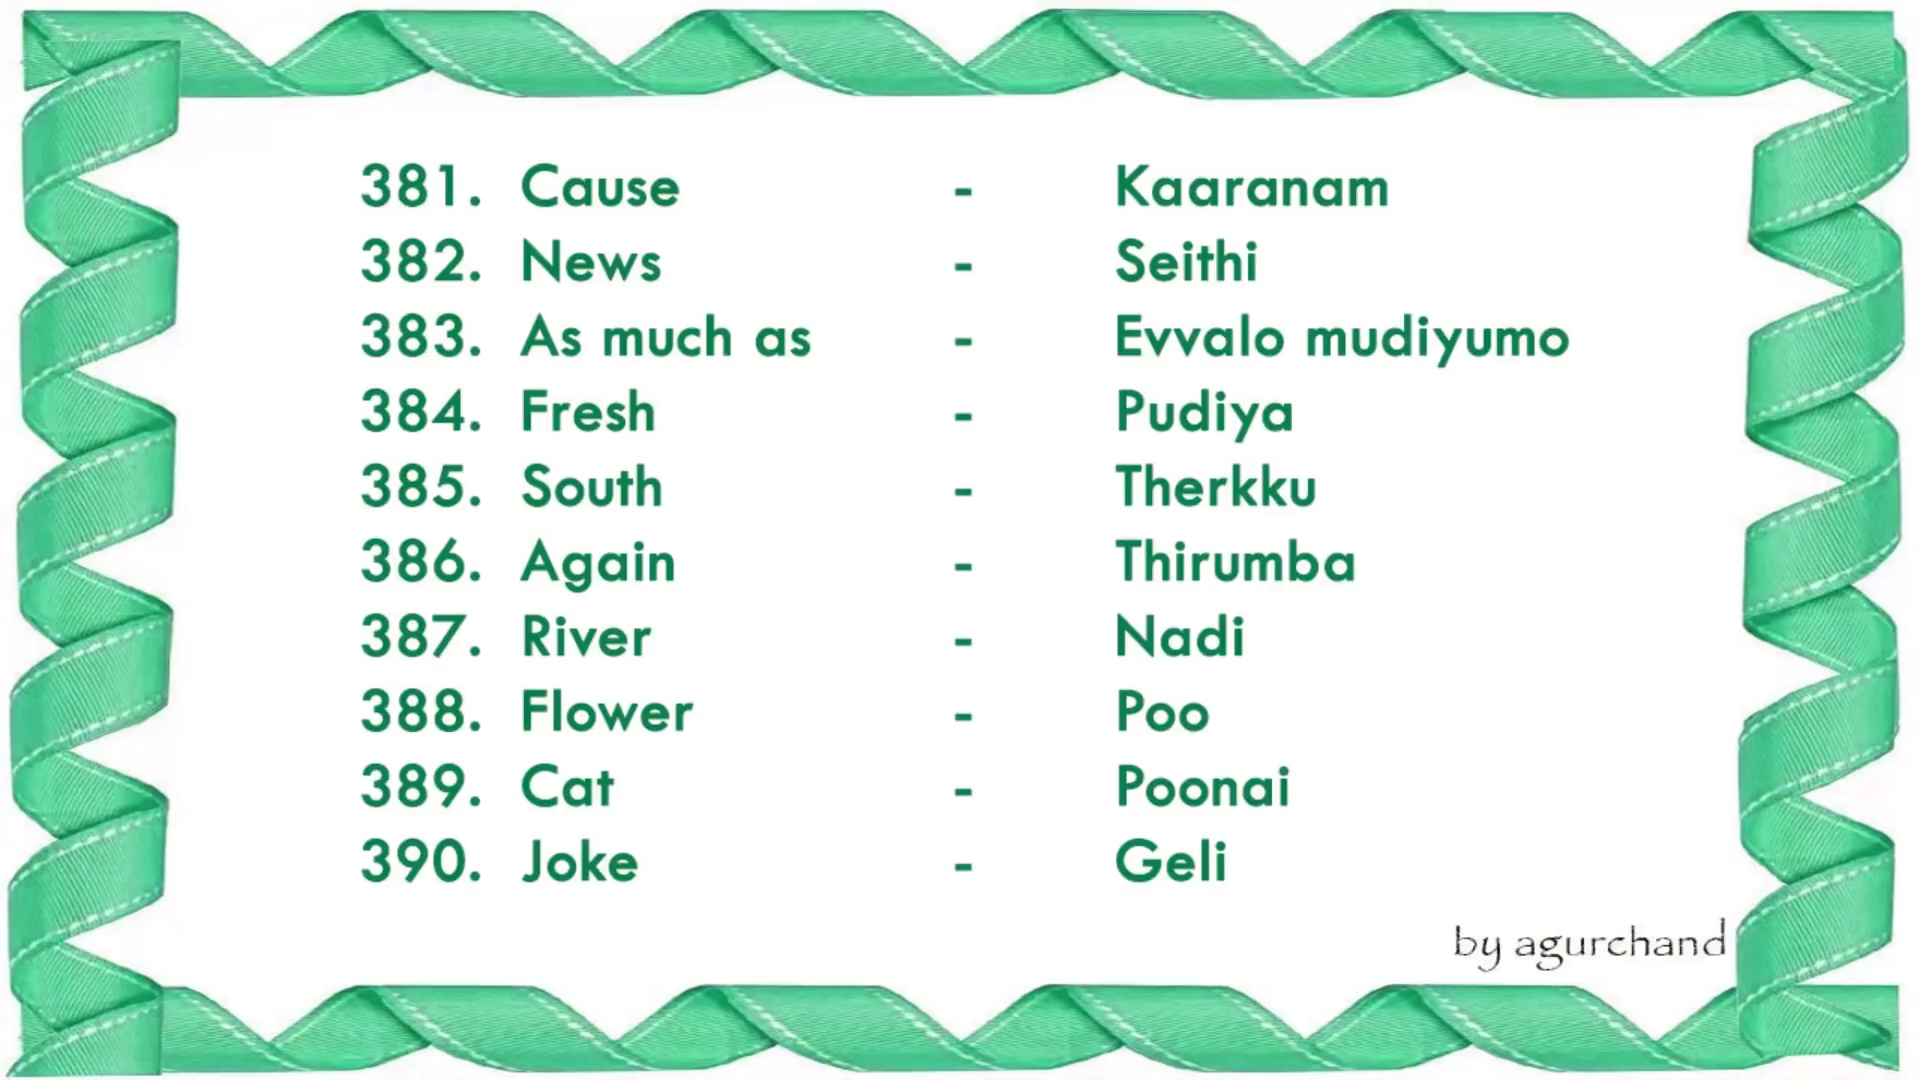 381. Cause - Kaaranam
382. News - Seithi
383. As much as - Evvalo mudiyumo
384. Fresh - Pudiya
385. South - Therkku
386. Again - Thirumba
387. River - Nadi
388. Flower - Poo
389. Cat - Poonai
390. Joke - Geli
by agurchand